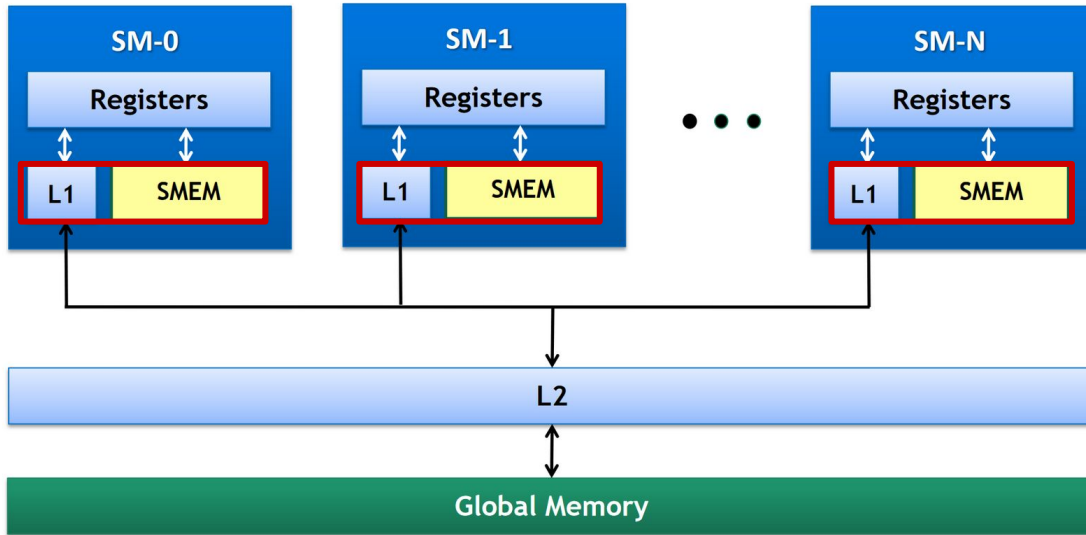 SM-0
SM-1
SM-N
Registers
Registers
Registers
L1 SMEM
L1 SMEM
L1 SMEM
L2
Global Memory